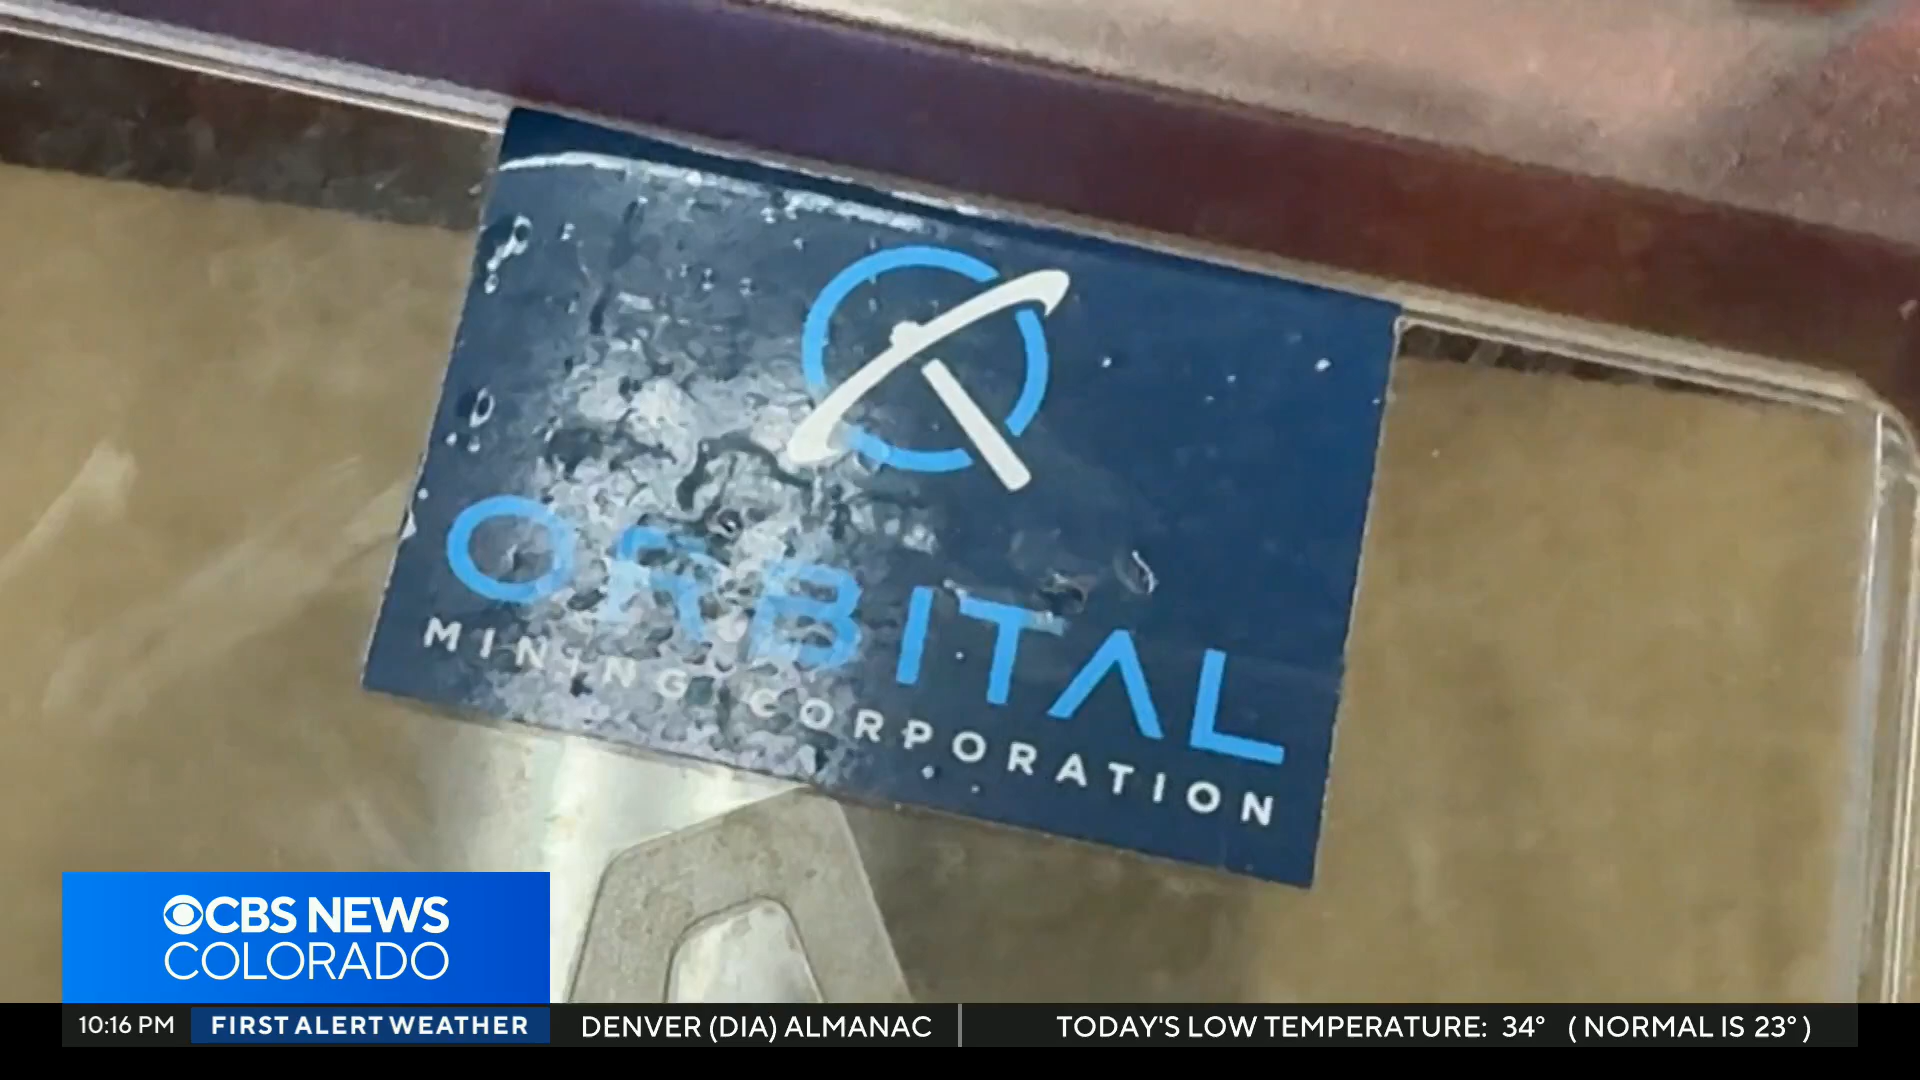 ORBITAL
MINING CORPORATION
CBS NEWS
COLORADO
10:16 PM FIRST ALERT WEATHER DENVER (DIA) ALMANAC TODAY'S LOW TEMPERATURE: 34° (NORMAL IS 23°)